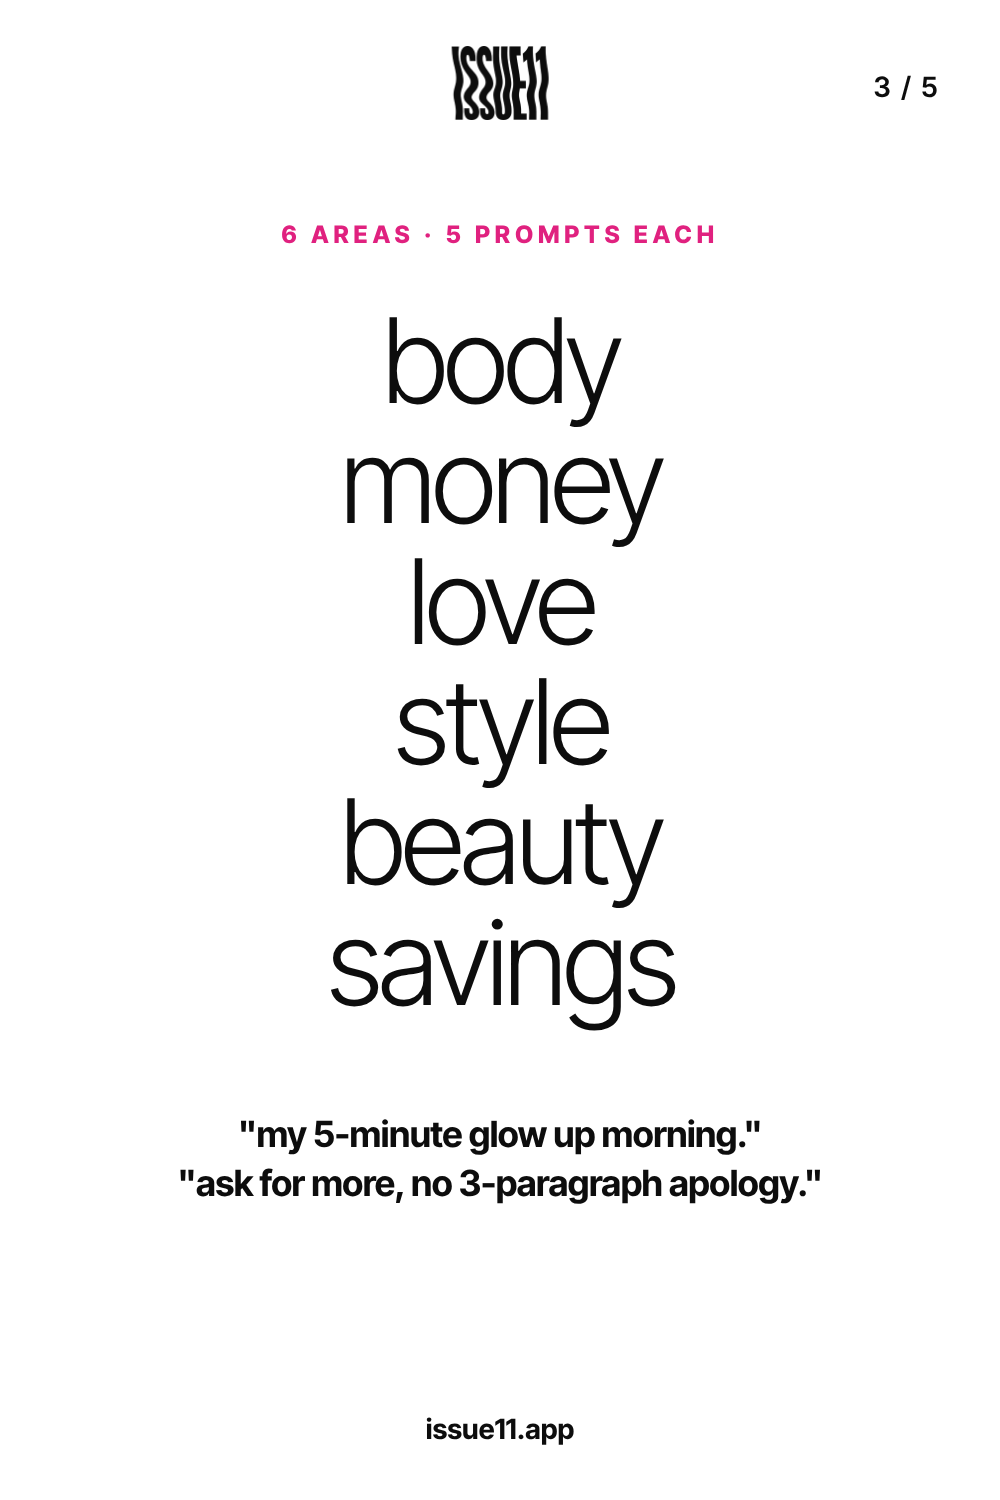 ISSUE11
3 / 5
6 AREAS · 5 PROMPTS EACH
body
money
love
style
beauty
savings
"my 5-minute glow up morning."
"ask for more, no 3-paragraph apology."
issue11.app